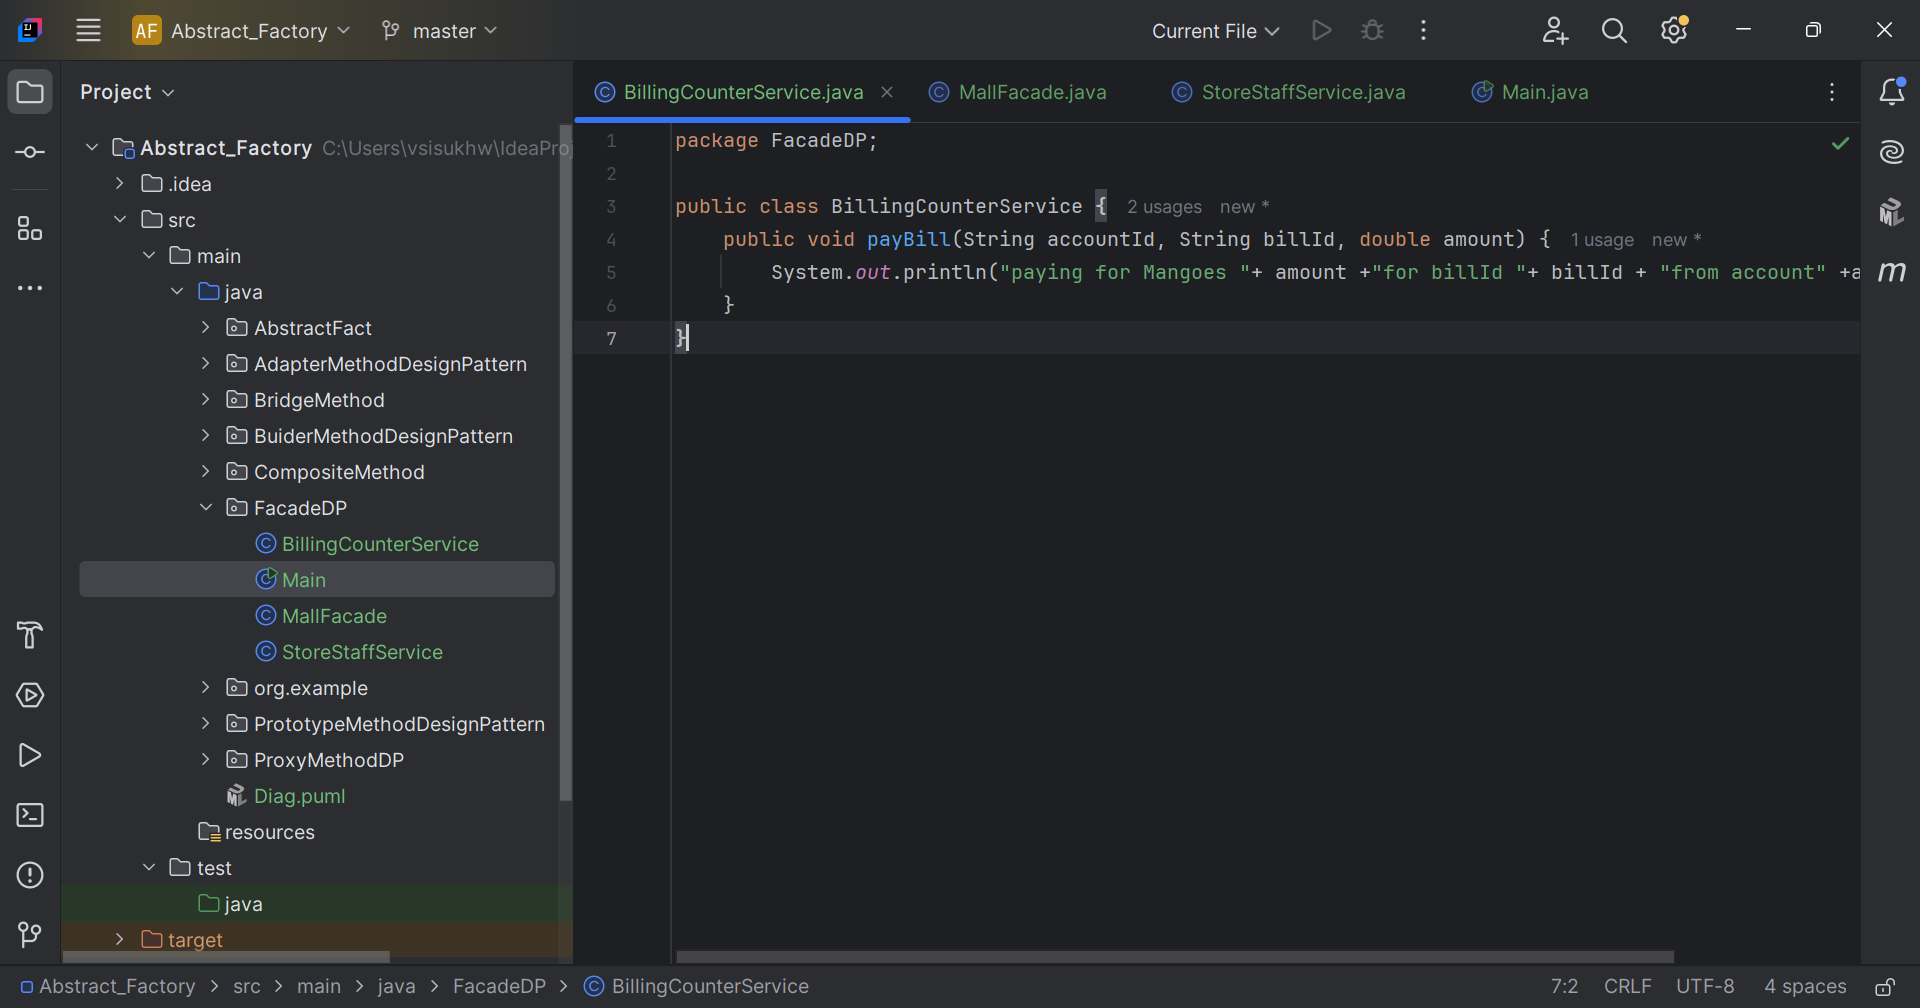 AF Abstract_Factory master Current File
Project
BillingCounterService.java MallFacade.java StoreStaffService.java Main.java
Abstract_Factory C:\Users\vsisukhw\IdeaProj
.idea
src
main
java
AbstractFact
AdapterMethodDesignPattern
BridgeMethod
BuiderMethodDesignPattern
CompositeMethod
FacadeDP
BillingCounterService
Main
MallFacade
StoreStaffService
org.example
PrototypeMethodDesignPattern
ProxyMethodDP
Diag.puml
resources
test
java
target
1 package FacadeDP;
2
3 public class BillingCounterService { 2 usages new *
4 public void payBill(String accountId, String billId, double amount) { 1 usage new *
5 System.out.println("paying for Mangoes "+ amount +"for billId "+ billId + "from account" +a
6 }
7 }
Abstract_Factory > src > main > java > FacadeDP > BillingCounterService 7:2 CRLF UTF-8 4 spaces